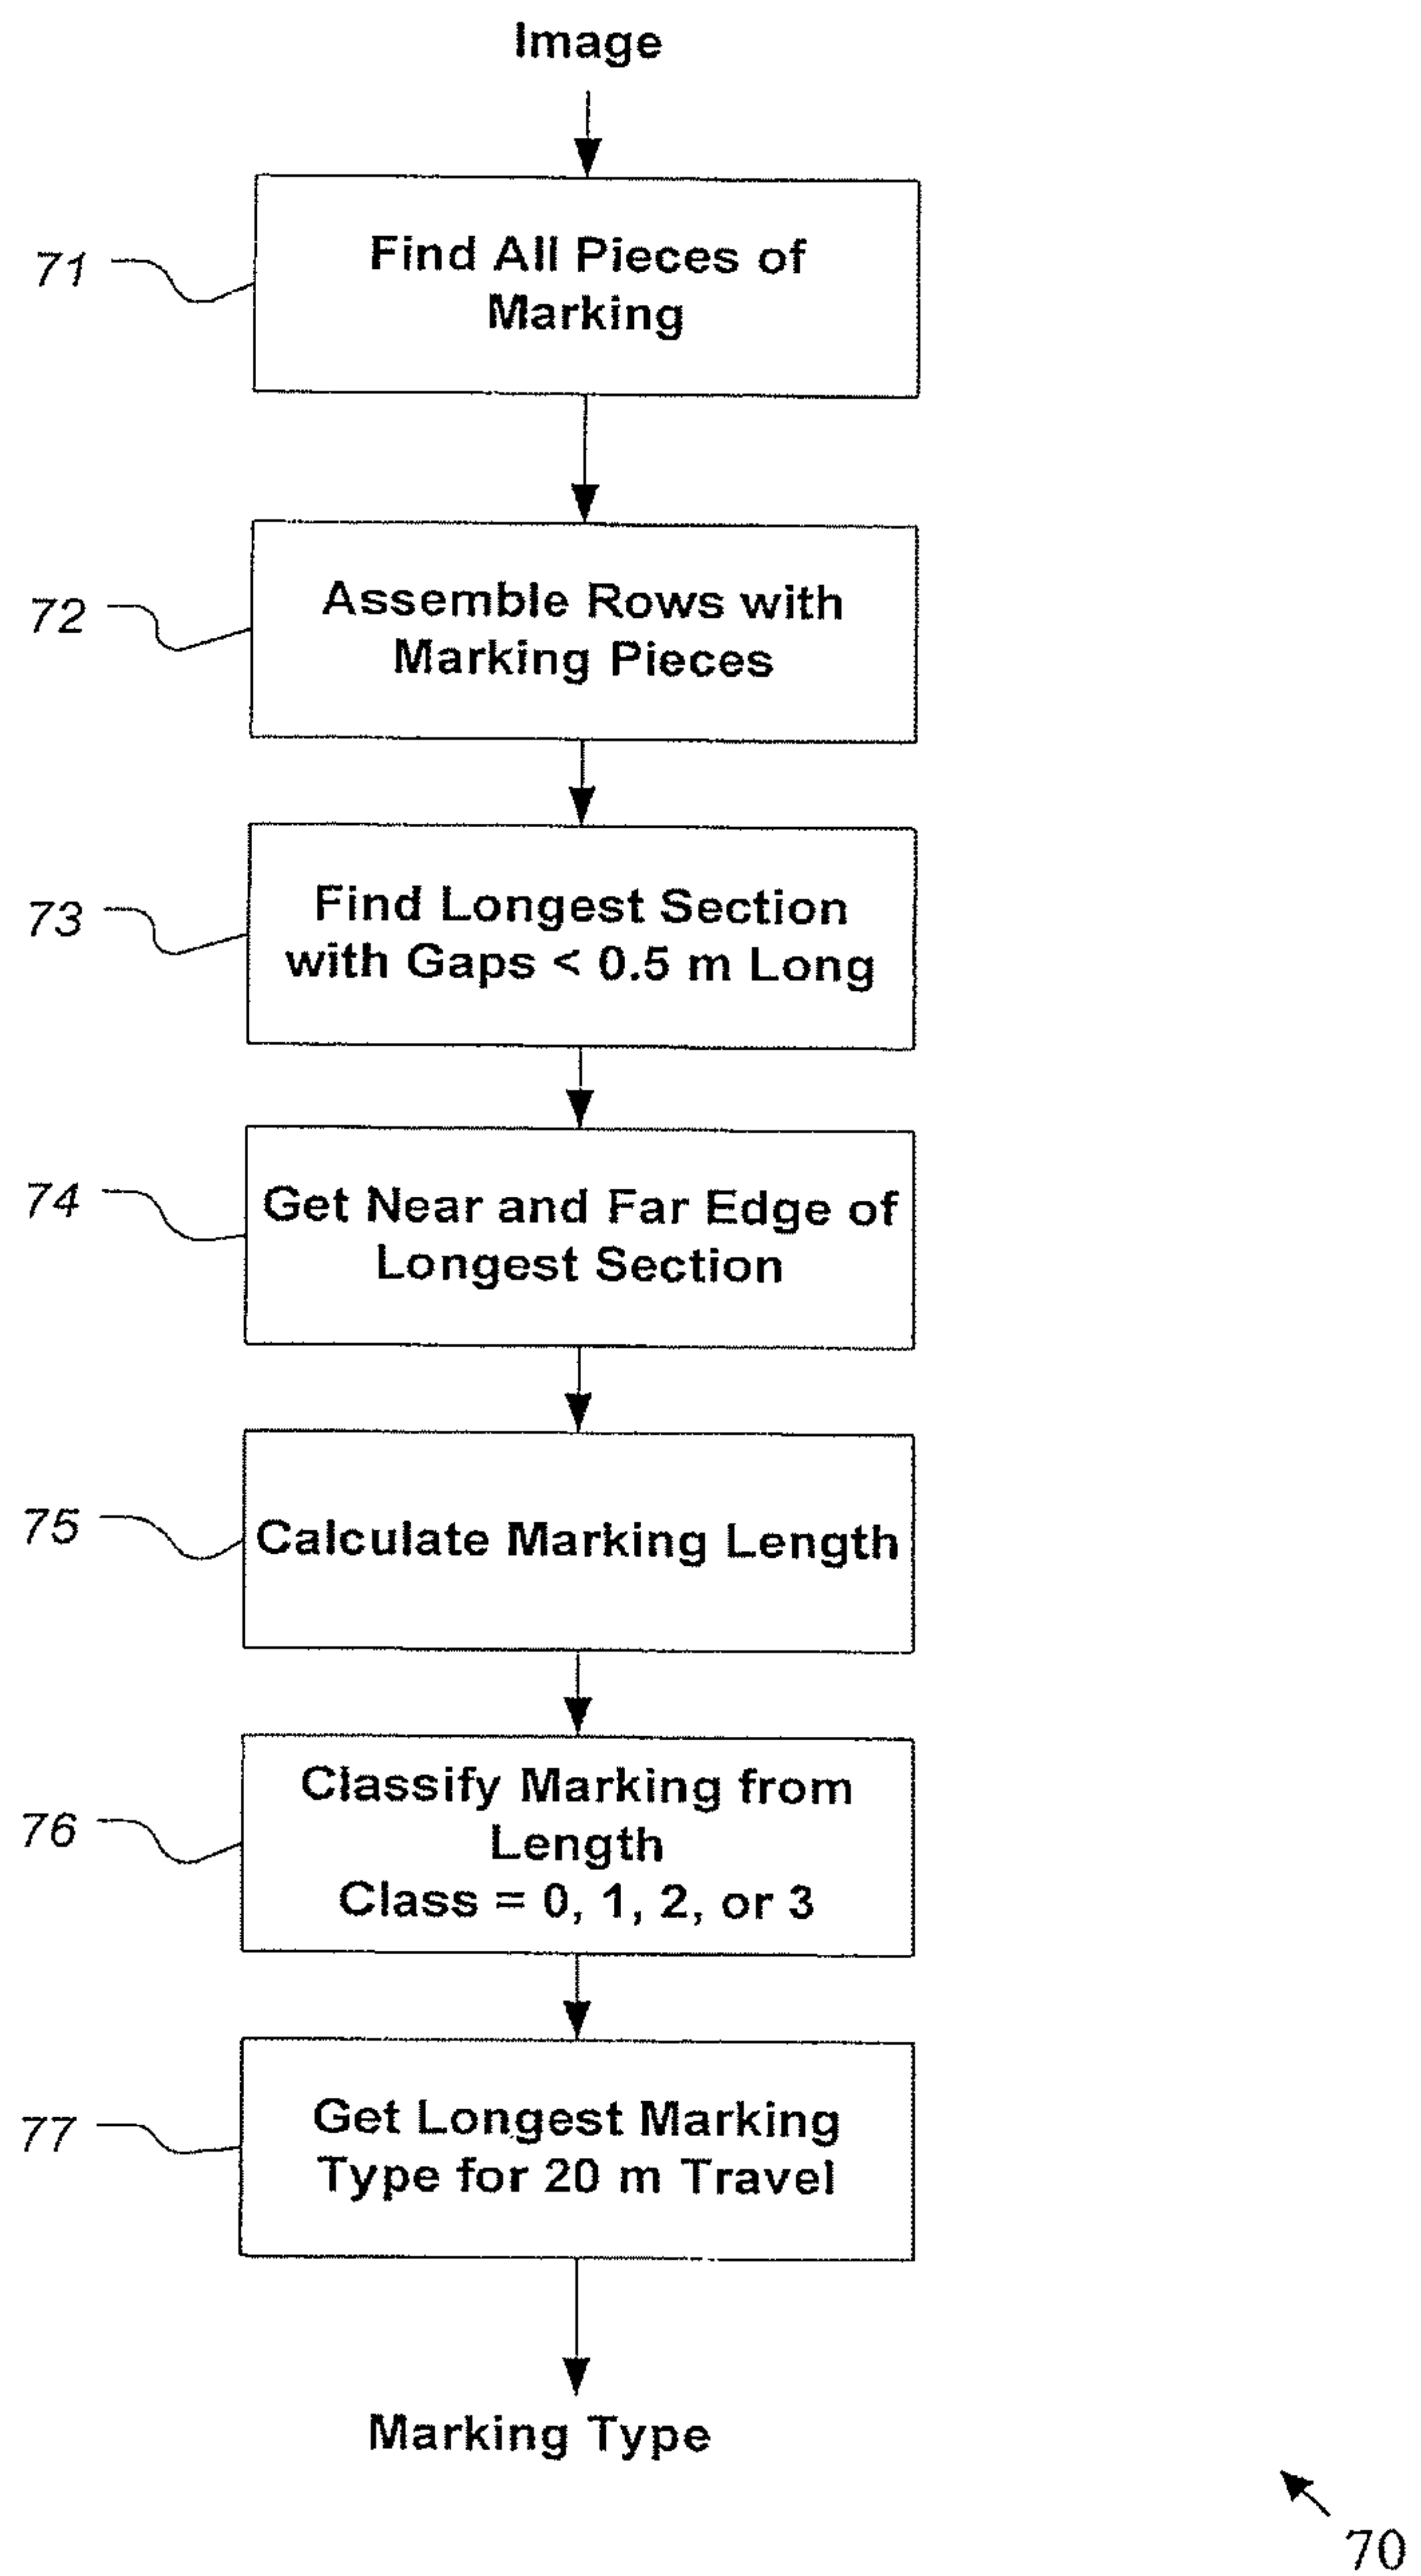 Image
71
Find All Pieces of
Marking
72
Assemble Rows with
Marking Pieces
73
Find Longest Section
with Gaps < 0.5 m Long
74
Get Near and Far Edge of
Longest Section
75
Calculate Marking Length
76
Classify Marking from
Length
Class = 0, 1, 2, or 3
77
Get Longest Marking
Type for 20 m Travel
Marking Type
70